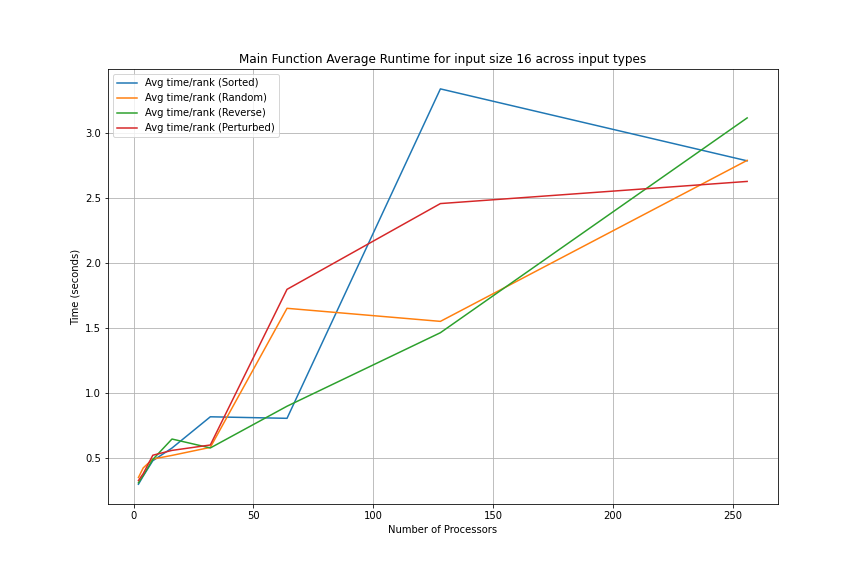 Main Function Average Runtime for input size 16 across input types
Avg time/rank (Sorted)
Avg time/rank (Random)
Avg time/rank (Reverse)
Avg time/rank (Perturbed)
Time (seconds)
3.0
2.5
2.0
1.5
1.0
0.5
0 50 100 150 200 250
Number of Processors